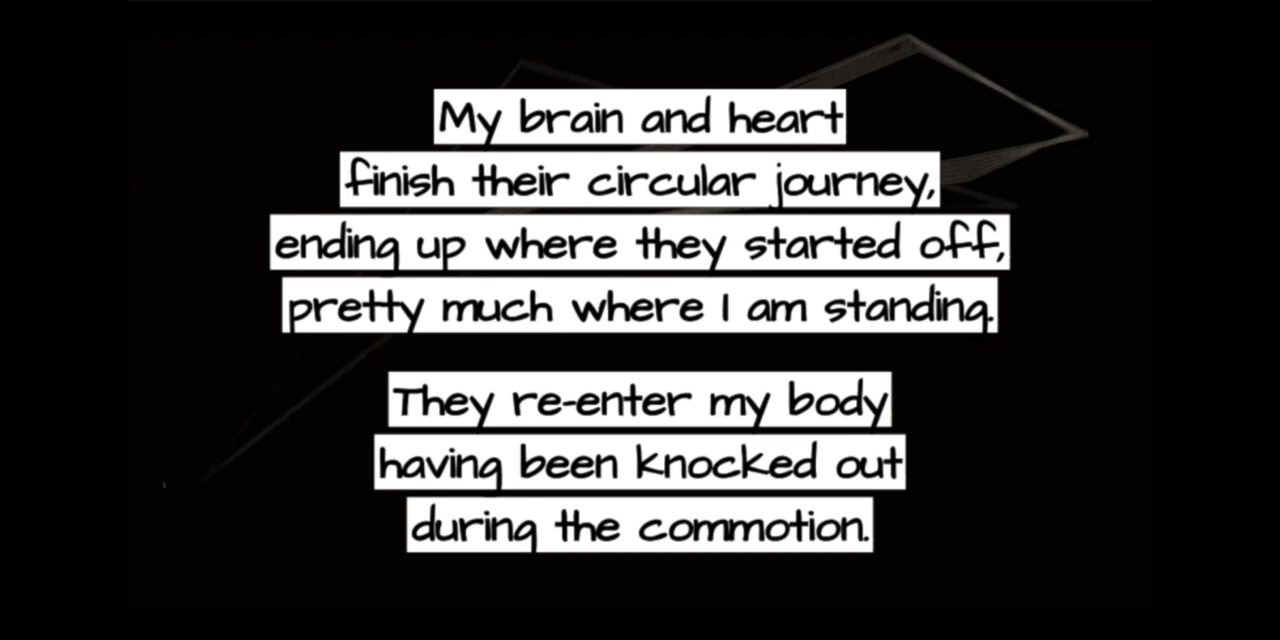 My brain and heart
finish their circular journey,
ending up where they started off,
pretty much where I am standing.
They re-enter my body
having been knocked out
during the commotion.